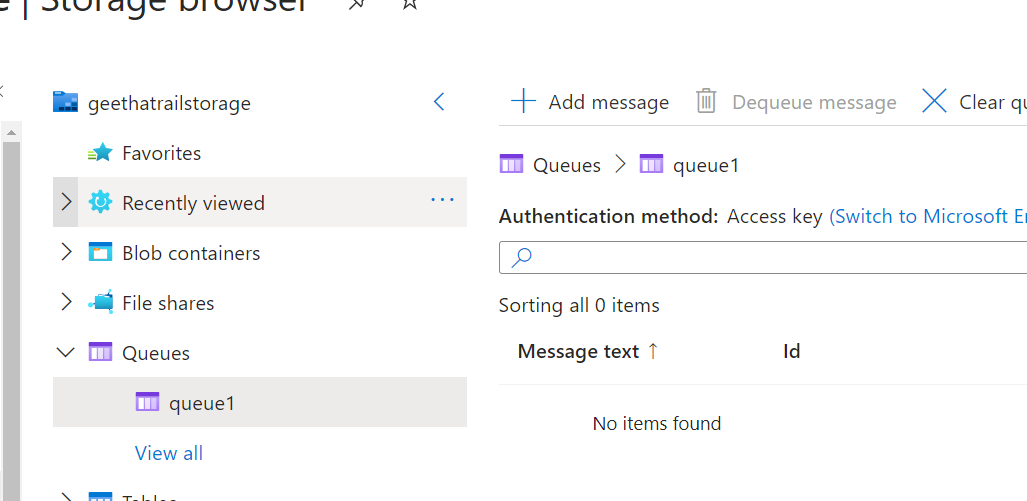 | Storage browser
geethatrailstorage
Favorites
Recently viewed
Blob containers
File shares
Queues
queue1
View all
Tables
Add message Dequeue message Clear
Queues > queue1
Authentication method: Access key (Switch to Microsoft
Sorting all 0 items
Message text ↑ Id
No items found